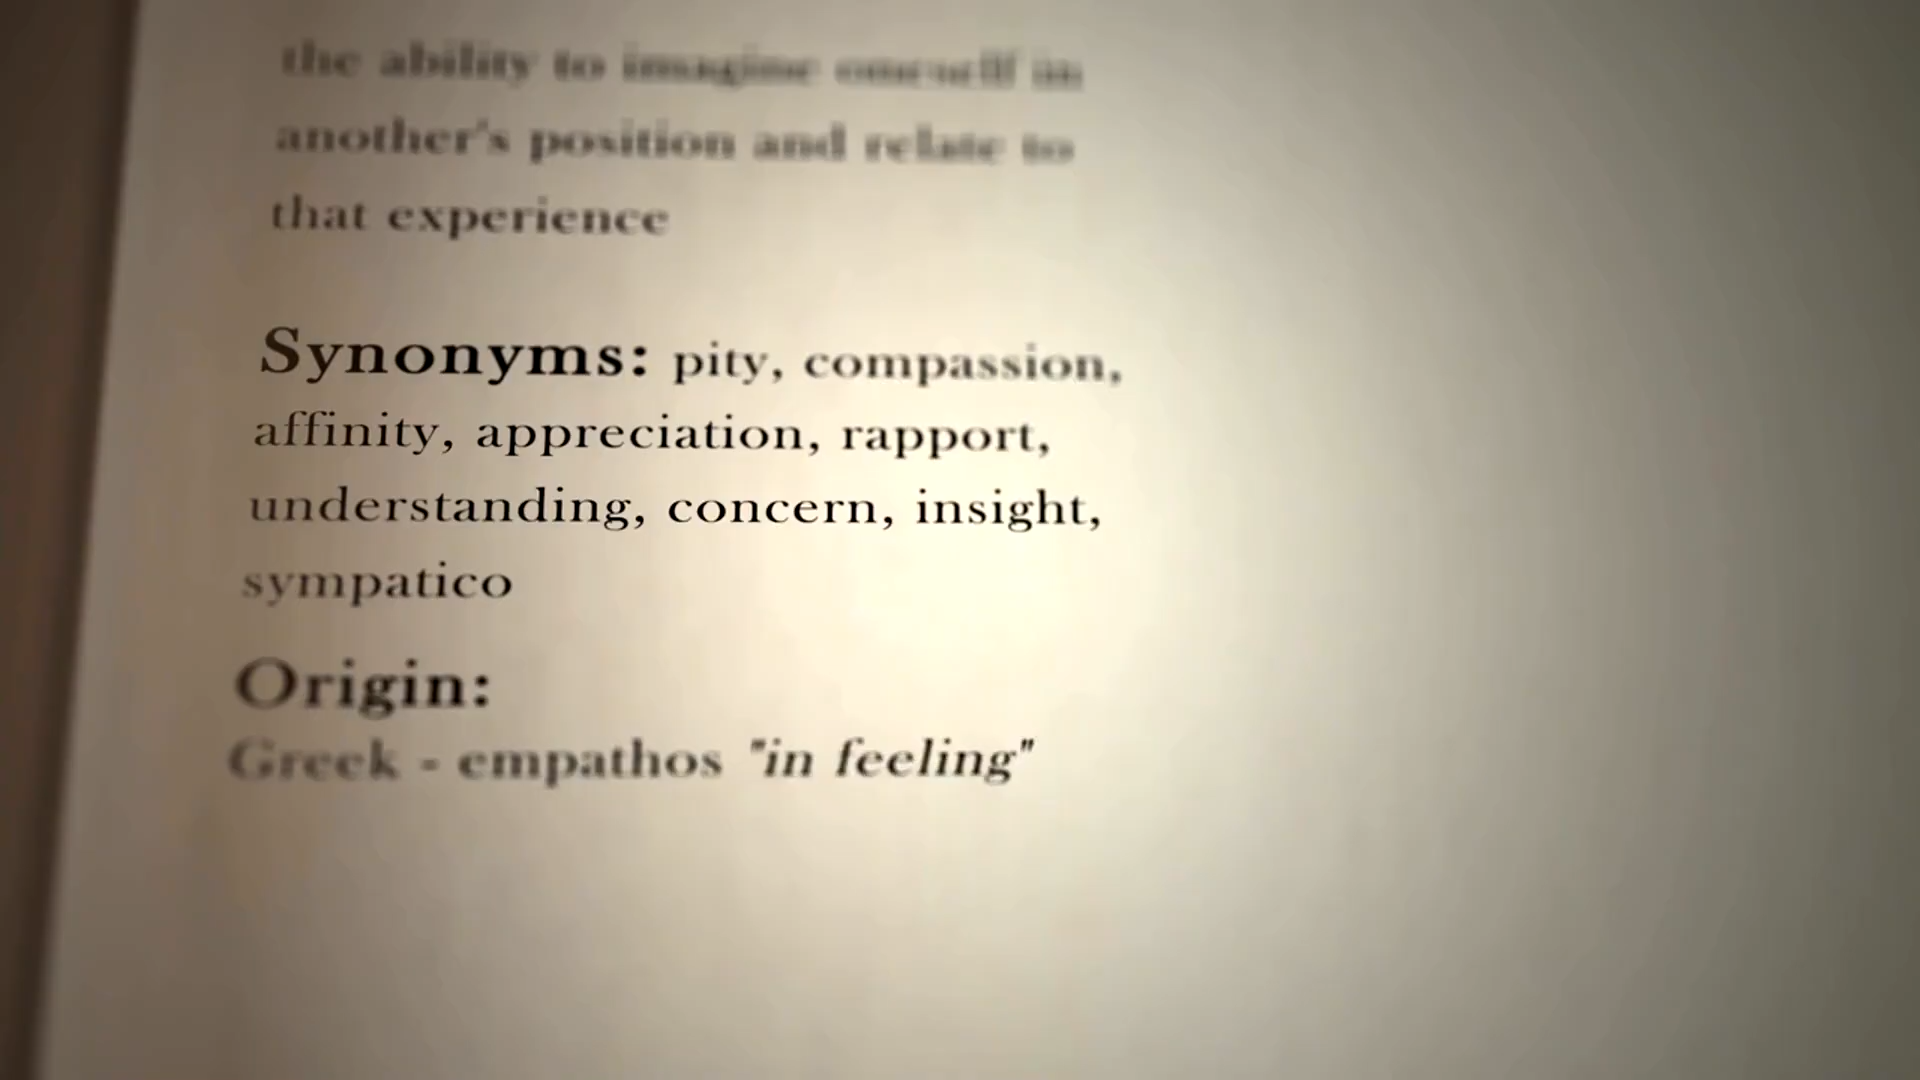 the ability to imagine oneself in
another's position and relate to
that experience
Synonyms: pity, compassion,
affinity, appreciation, rapport,
understanding, concern, insight,
sympatico
Origin:
Greek - empathos "in feeling"